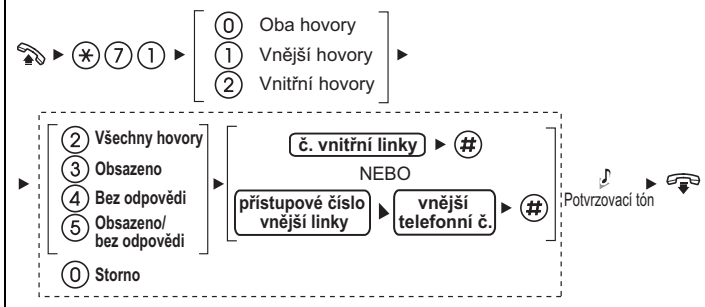 0 Oba hovory
* 7 1
1 Vnější hovory
2 Vnitřní hovory
2 Všechny hovory
3 Obsazeno
4 Bez odpovědi
5 Obsazeno/
bez odpovědi
0 Storno
č. vnitřní linky #
NEBO
přístupové číslo
vnější linky
vnější
telefonní č.
#
Potvrzovací tón